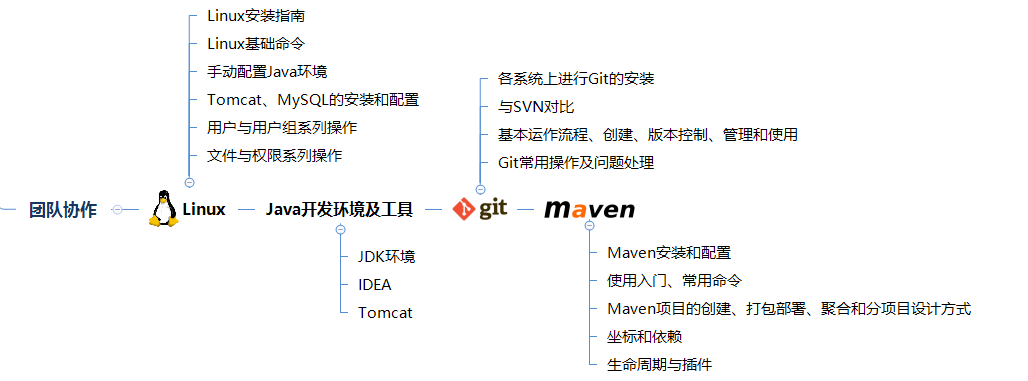 Linux安装指南
Linux基础命令
手动配置Java环境
Tomcat、MySQL的安装和配置
用户与用户组系列操作
文件与权限系列操作
各系统上进行Git的安装
与SVN对比
基本运作流程、创建、版本控制、管理和使用
Git常用操作及问题处理
团队协作
Linux
Java开发环境及工具
git
maven
JDK环境
IDEA
Tomcat
Maven安装和配置
使用入门、常用命令
Maven项目的创建、打包部署、聚合和分项目设计方式
坐标和依赖
生命周期与插件